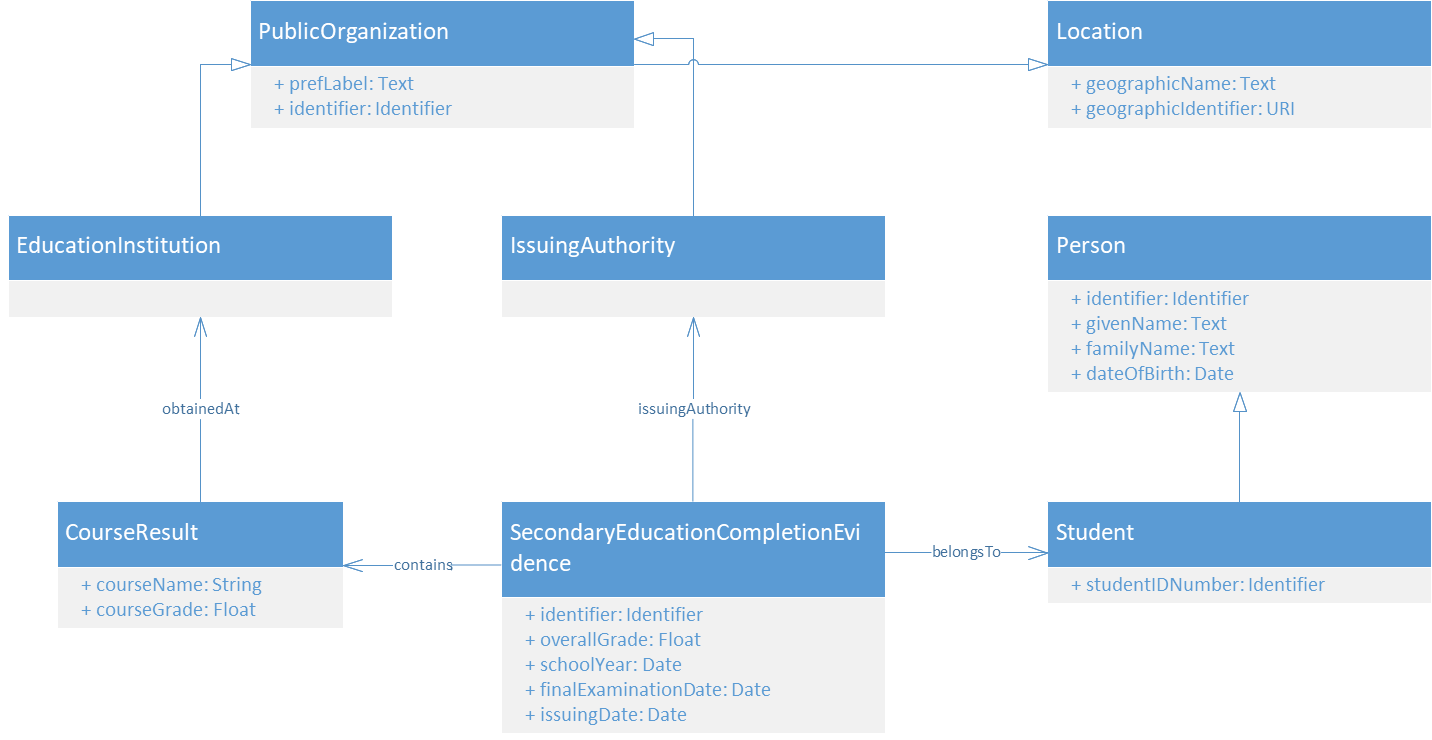 PublicOrganization
+ prefLabel: Text
+ identifier: Identifier
Location
+ geographicName: Text
+ geographicIdentifier: URI
EducationInstitution
IssuingAuthority
Person
+ identifier: Identifier
+ givenName: Text
+ familyName: Text
+ dateOfBirth: Date
obtainedAt
issuingAuthority
CourseResult
+ courseName: String
+ courseGrade: Float
contains
SecondaryEducationCompletionEvi
dence
+ identifier: Identifier
+ overallGrade: Float
+ schoolYear: Date
+ finalExaminationDate: Date
+ issuingDate: Date
belongsTo
Student
+ studentIDNumber: Identifier